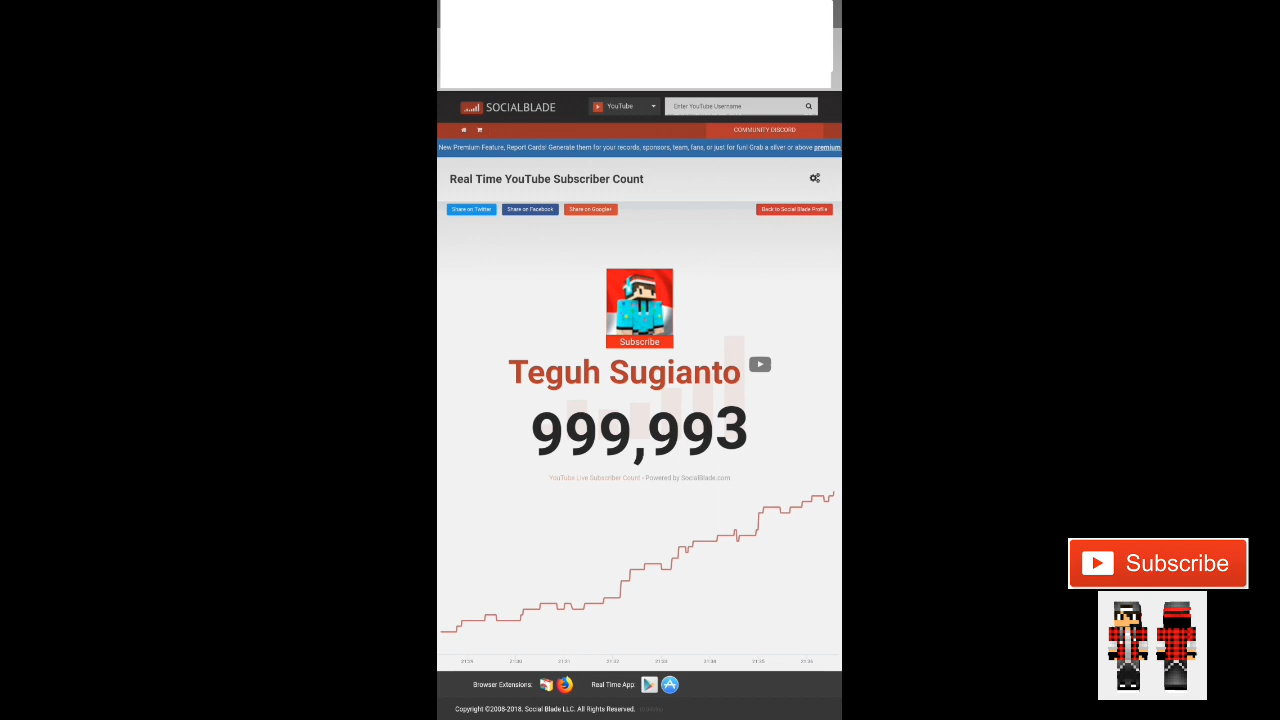 SOCIALBLADE
YouTube
Enter YouTube Username
COMMUNITY DISCORD
New Premium Feature, Report Cards! Generate them for your records, sponsors, team, fans, or just for fun! Grab a silver or above premium
Real Time YouTube Subscriber Count
Share on Twitter Share on Facebook Share on Google+ Back to Social Blade Profile
Subscribe
Teguh Sugianto
999,993
YouTube Live Subscriber Count - Powered by SocialBlade.com
Subscribe
Browser Extensions: Real Time App:
Copyright ©2008-2018. Social Blade LLC. All Rights Reserved.